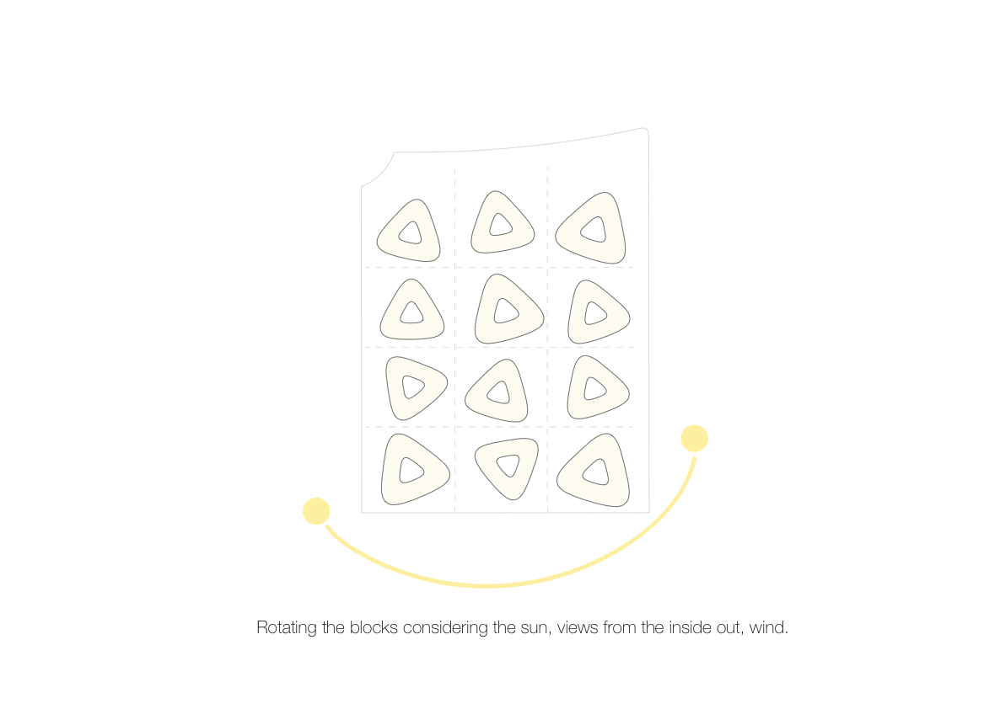 Rotating the blocks considering the sun, views from the inside out, wind.